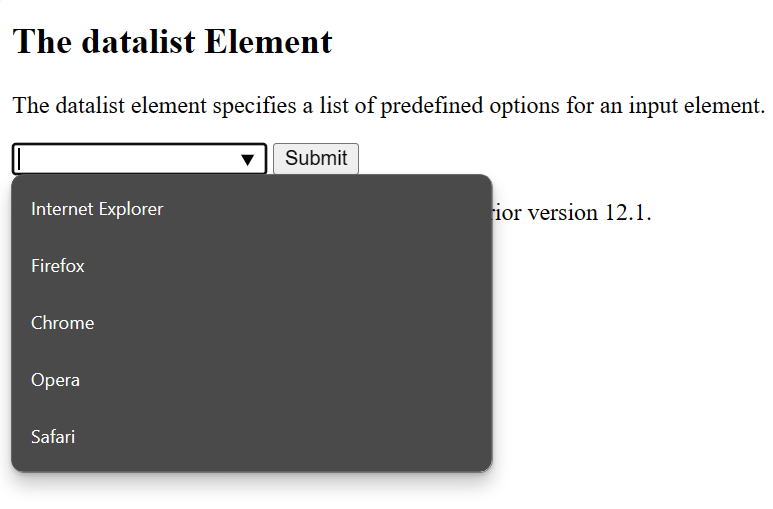 The datalist Element
The datalist element specifies a list of predefined options for an input element.
Submit
Internet Explorer
version 12.1.
Firefox
Chrome
Opera
Safari